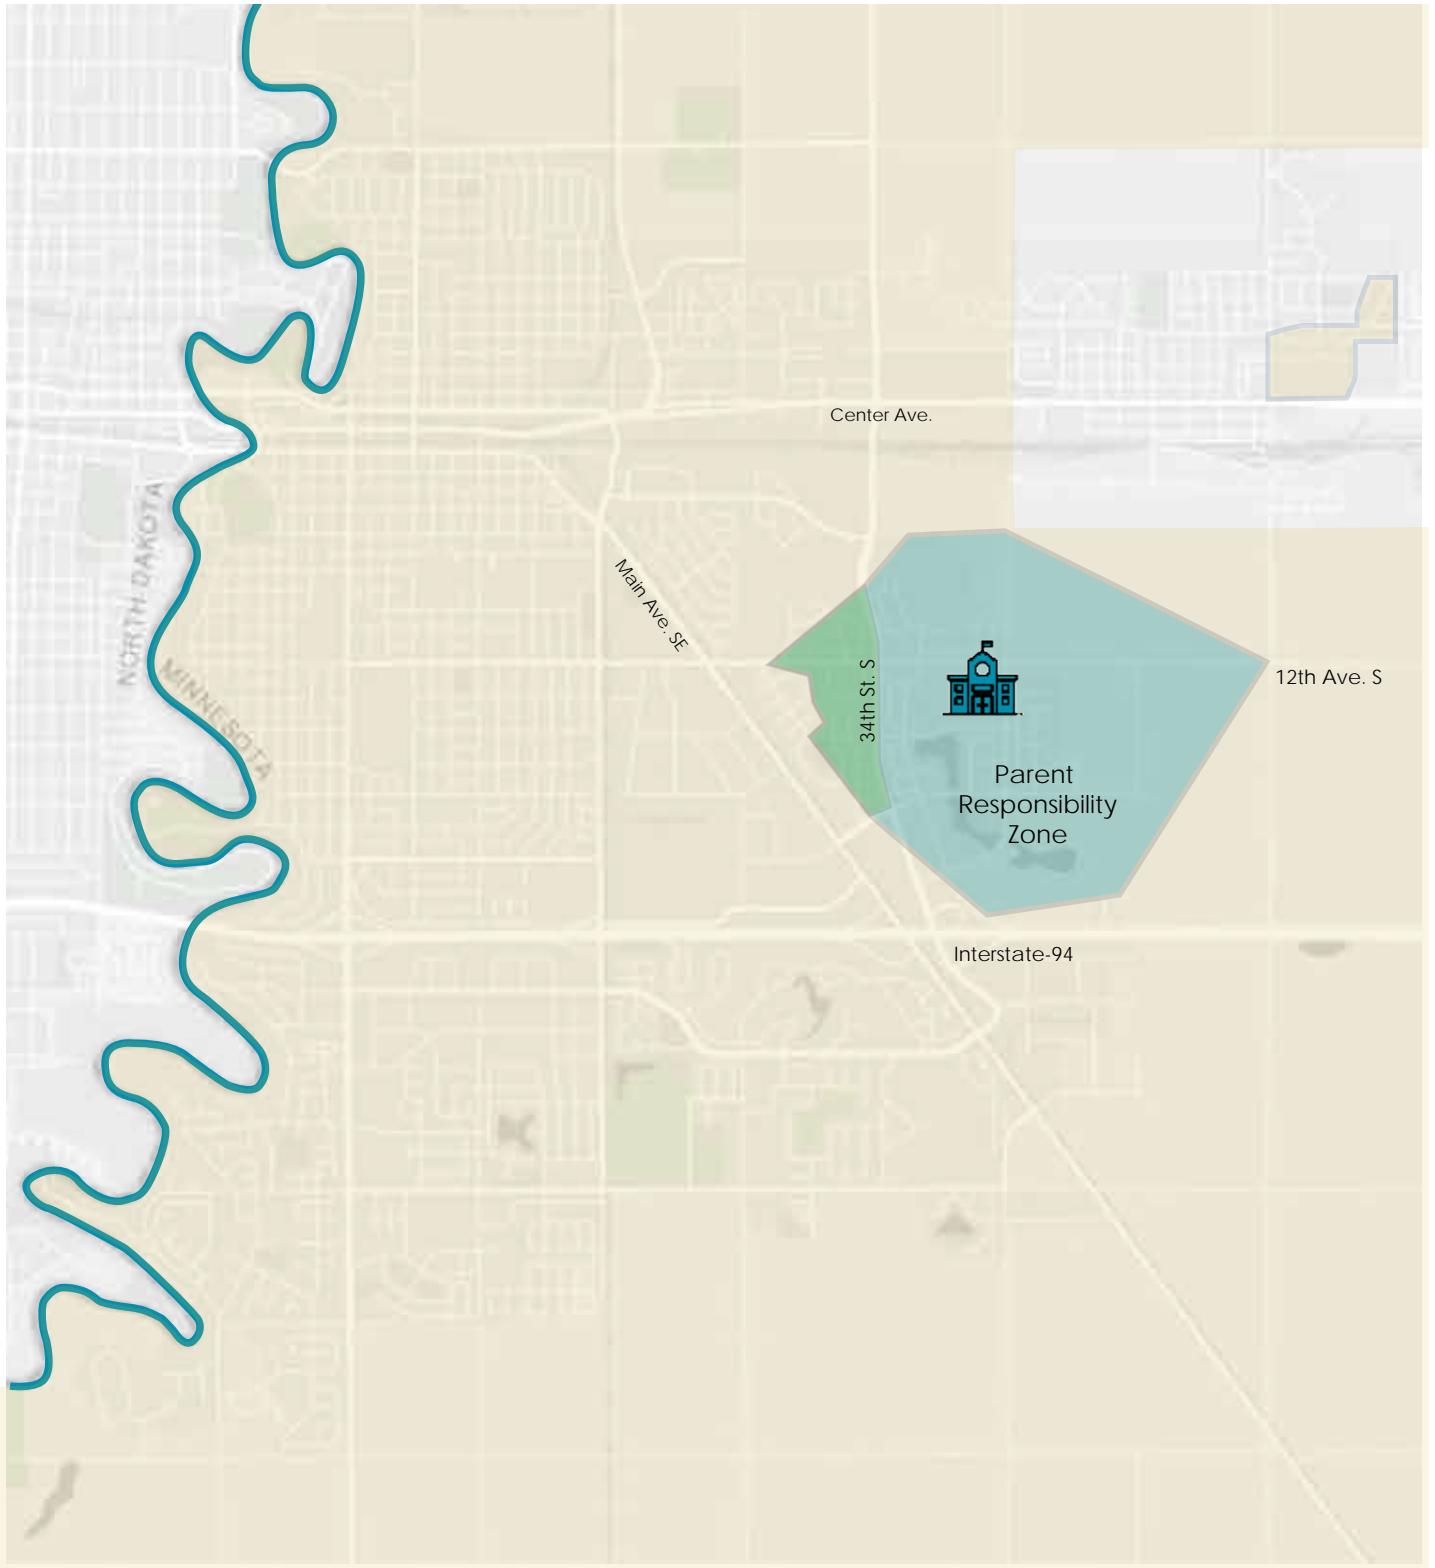 Center Ave.
NORTH DAKOTA
MINNESOTA
Main Ave. SE
34th St. S
12th Ave. S
Parent
Responsibility
Zone
Interstate-94